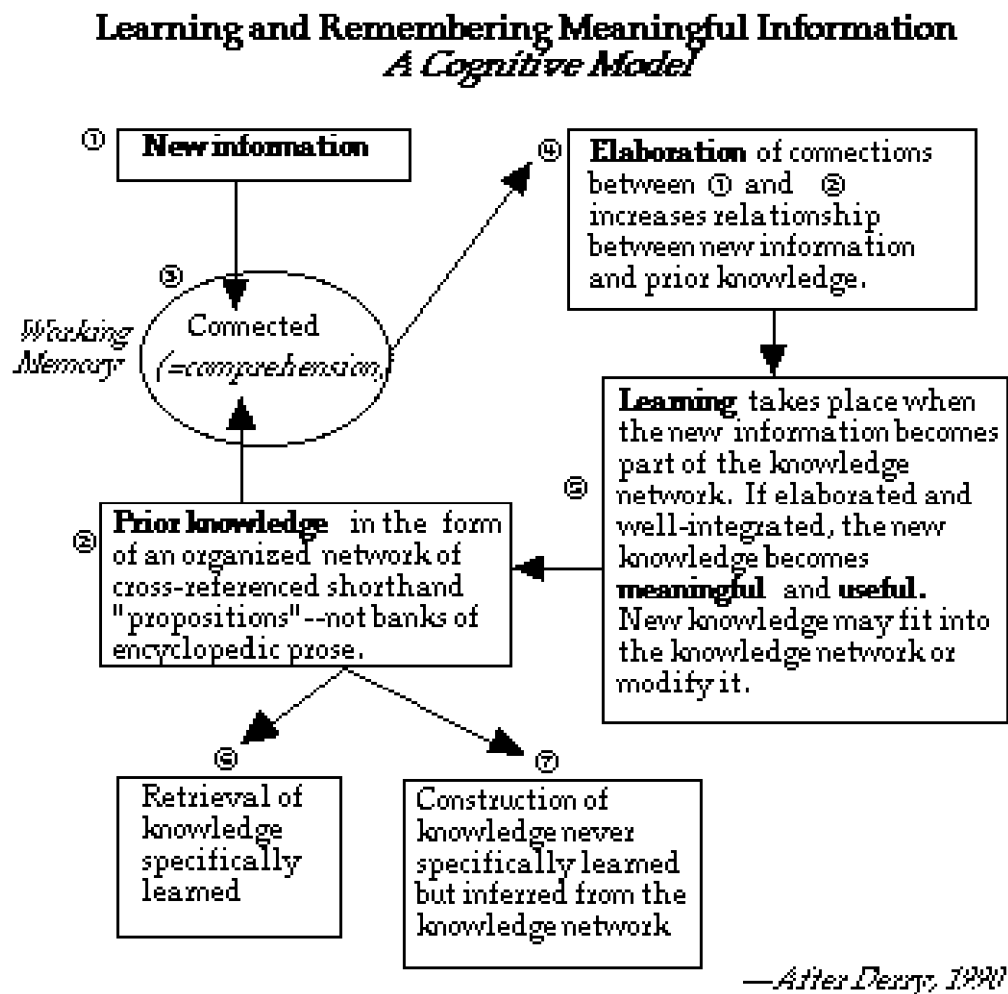 Learning and Remembering Meaningful Information
A Cognitive Model
①
New information
③
Working
Memory
Connected
(=comprehension)
②
Prior knowledge in the form
of an organized network of
cross-referenced shorthand
"propositions"--not banks of
encyclopedic prose.
④
Elaboration of connections
between ① and ②
increases relationship
between new information
and prior knowledge.
⑤
Learning takes place when
the new information becomes
part of the knowledge
network. If elaborated and
well-integrated, the new
knowledge becomes
meaningful and useful.
New knowledge may fit into
the knowledge network or
modify it.
⑥
Retrieval of
knowledge
specifically
learned
⑦
Construction of
knowledge never
specifically learned
but inferred from the
knowledge network
—After Derry, 1990